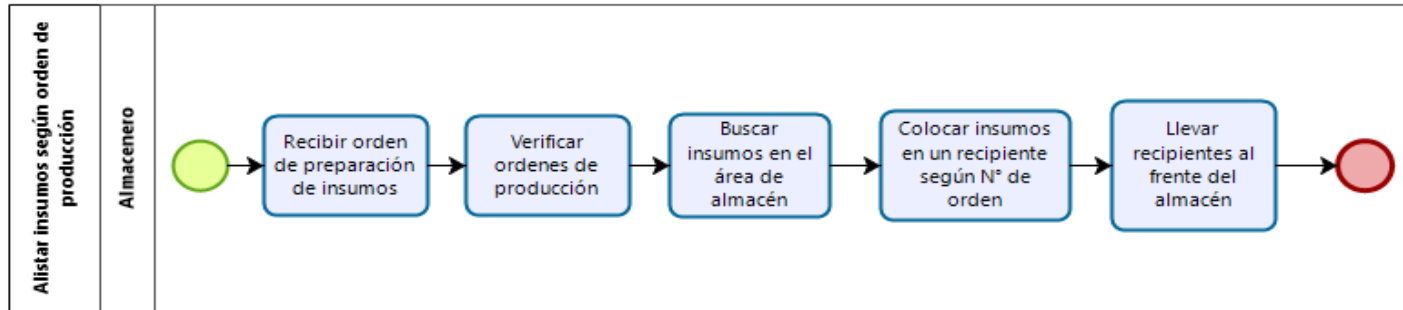 Alistar insumos según orden de
producción
Almacenero
Recibir orden
de preparación
de insumos
Verificar
ordenes de
producción
Buscar
insumos en el
área de
almacén
Colocar insumos
en un recipiente
según N° de
orden
Llevar
recipientes al
frente del
almacén